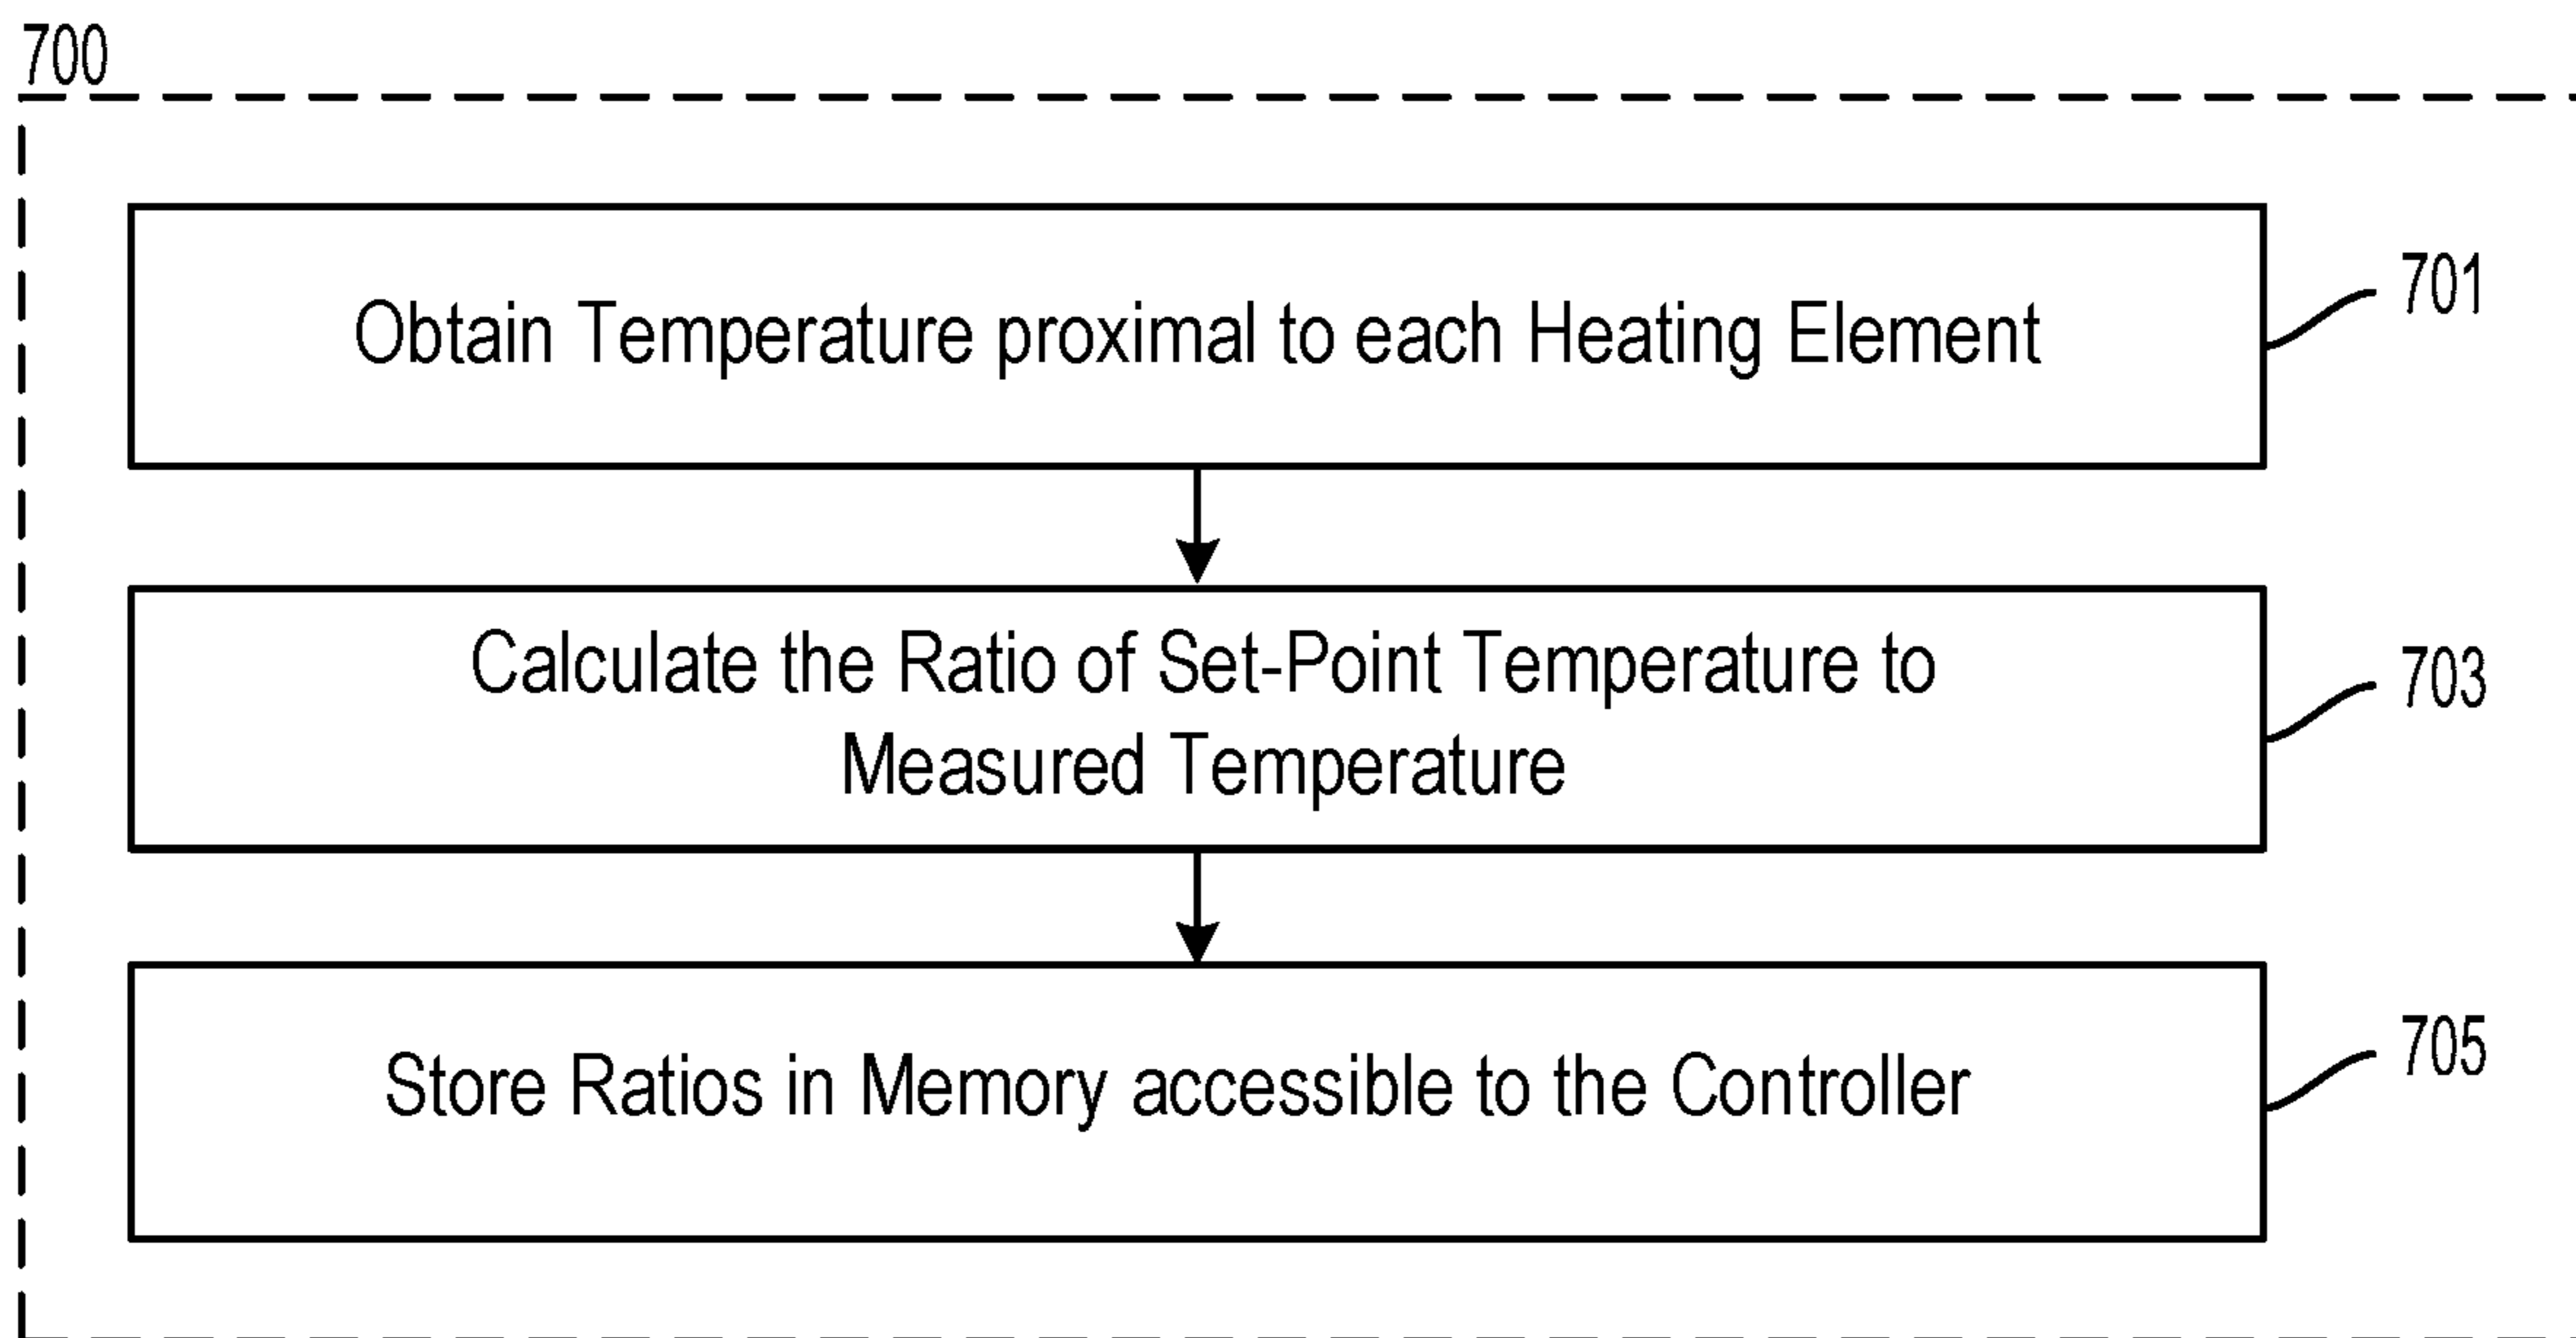 700
Obtain Temperature proximal to each Heating Element
701
Calculate the Ratio of Set-Point Temperature to
Measured Temperature
703
Store Ratios in Memory accessible to the Controller
705